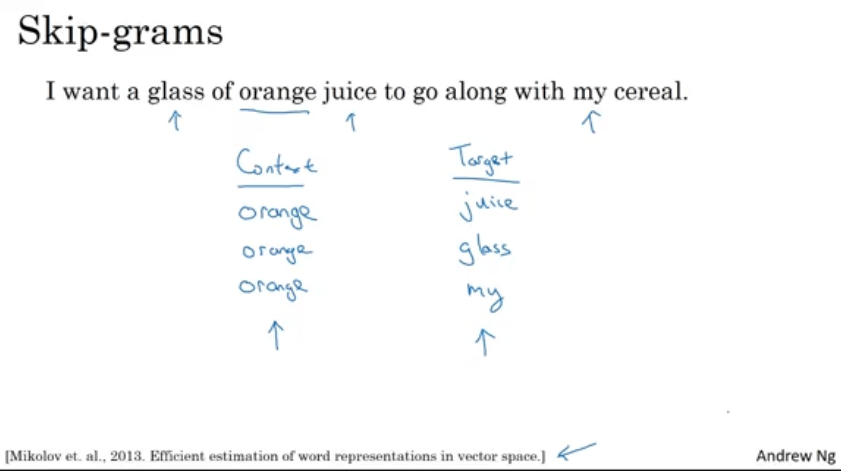 Skip-grams
I want a glass of orange juice to go along with my cereal.
Context Target
orange juice
orange glass
orange my
[Mikolov et. al., 2013. Efficient estimation of word representations in vector space.] Andrew Ng